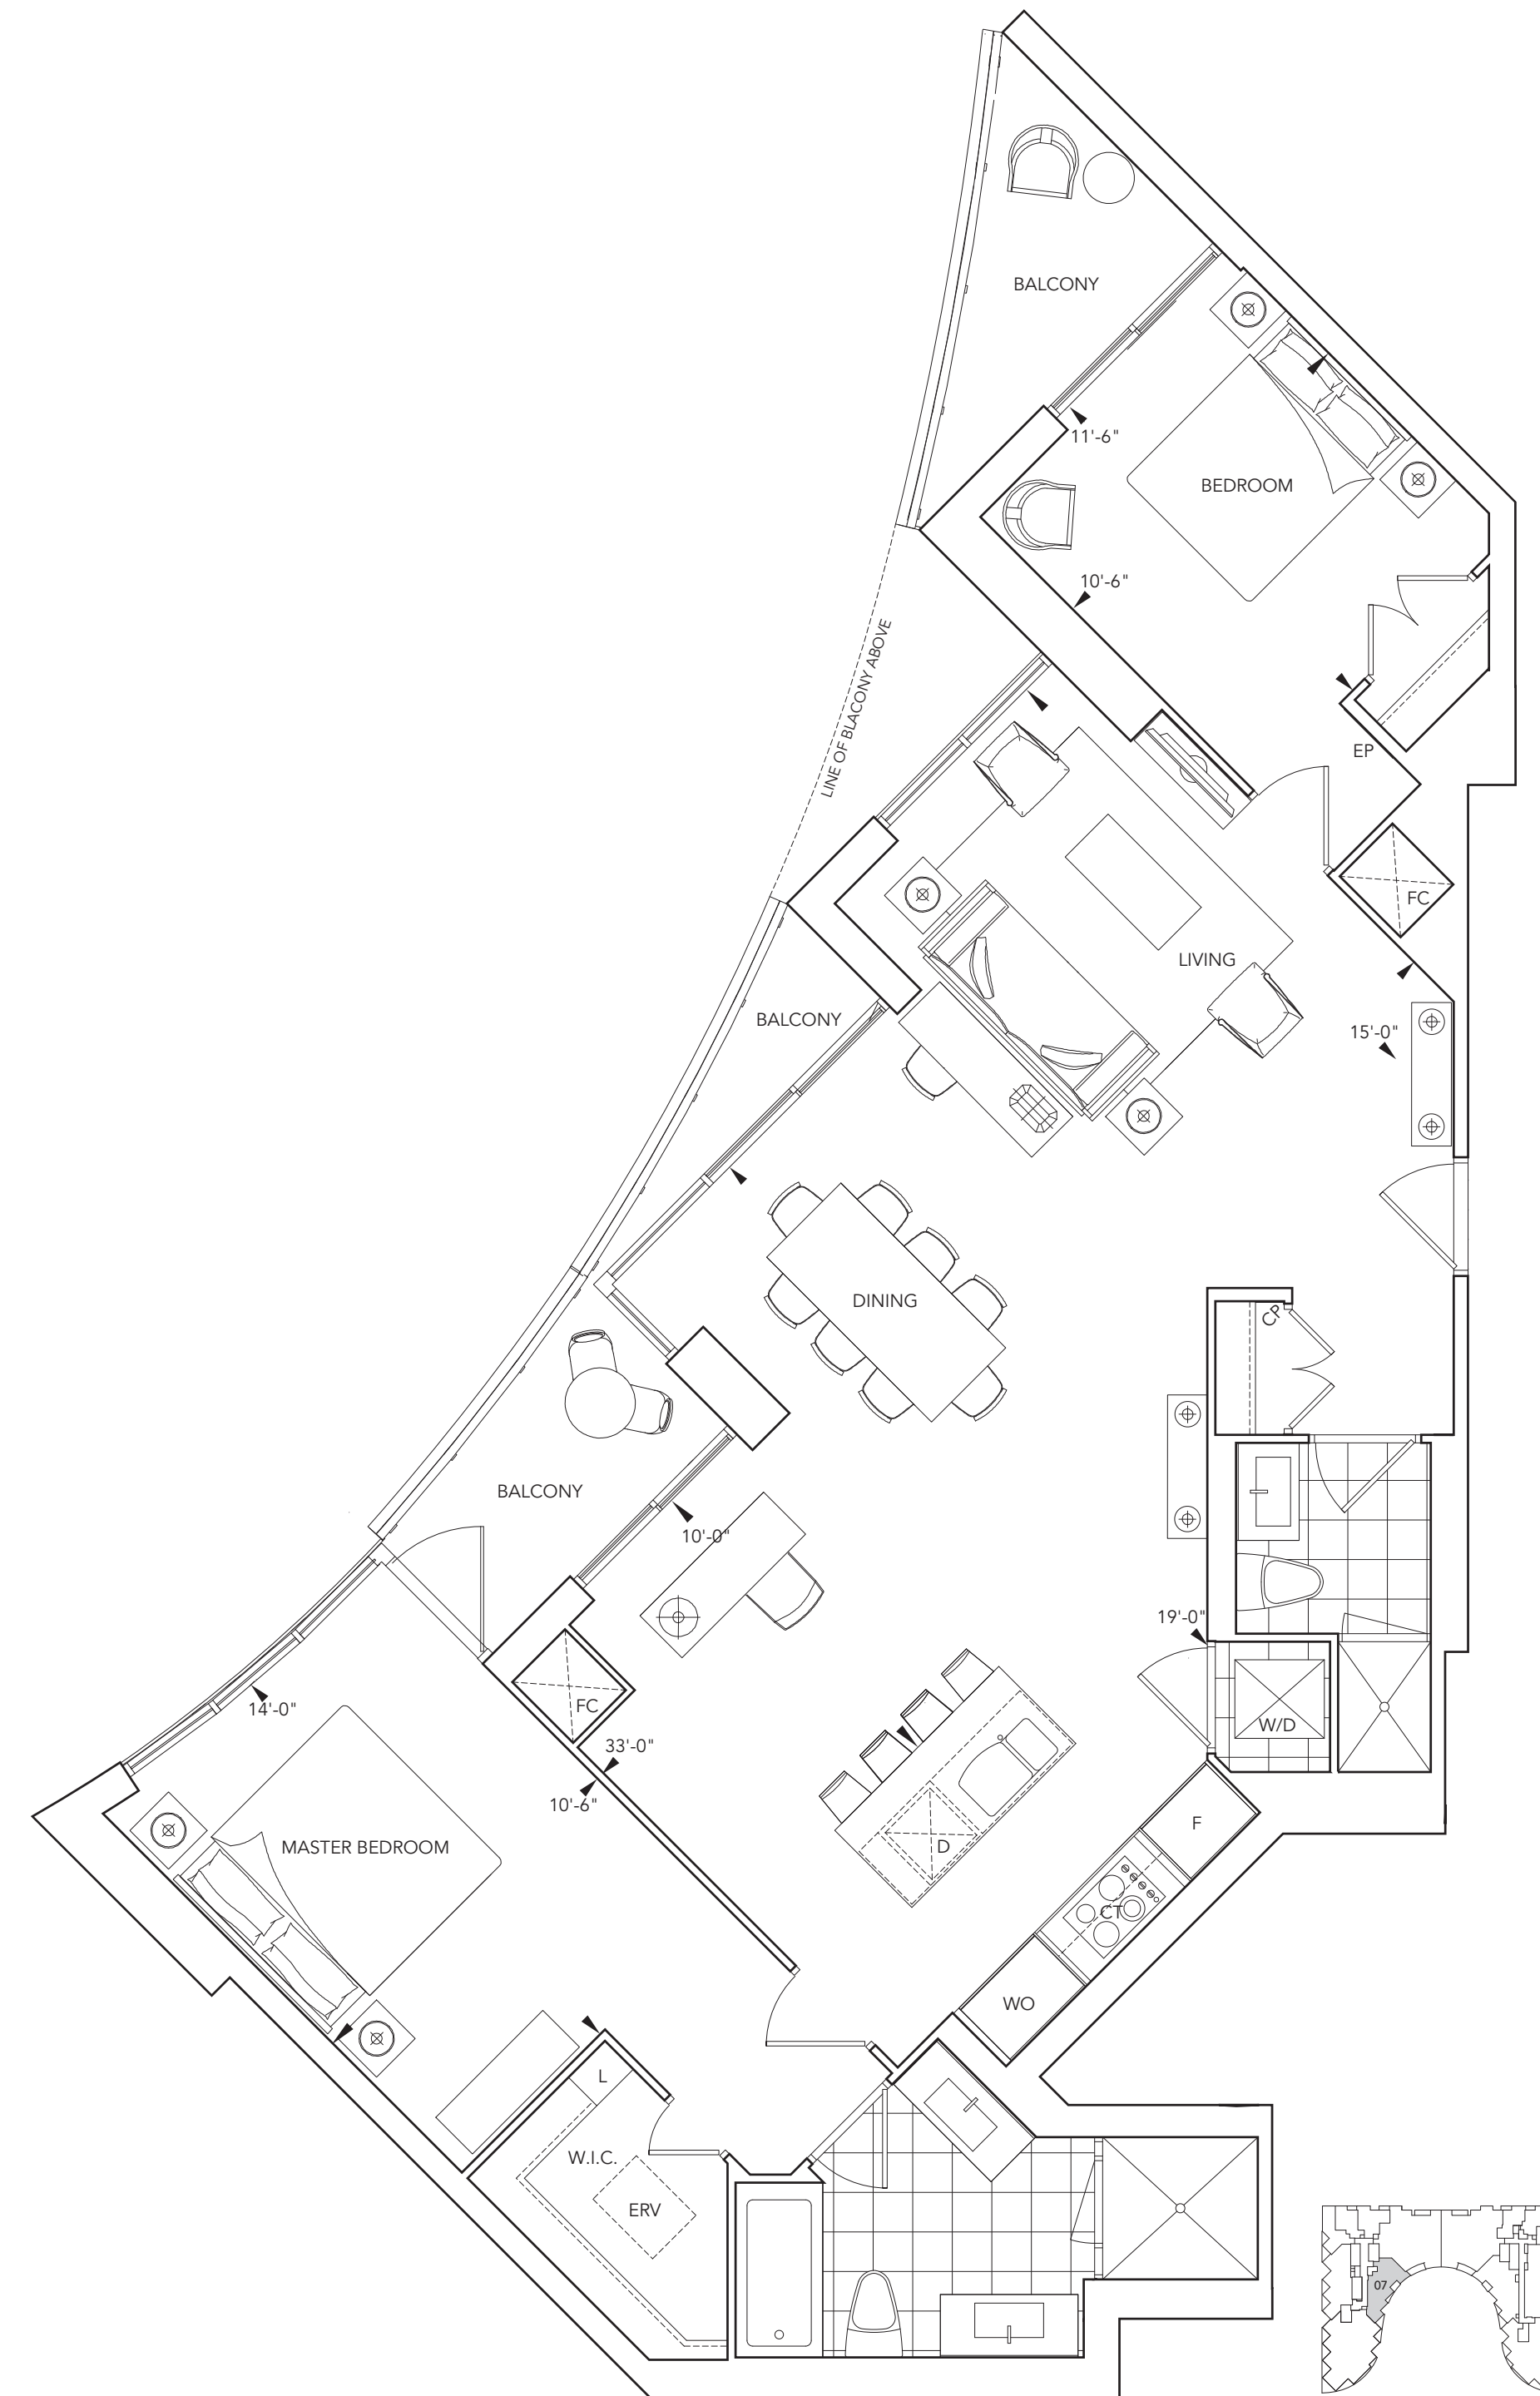 BALCONY
11'-6"
BEDROOM
10'-6"
LINE OF BLACONY ABOVE
EP
FC
LIVING
BALCONY
15'-0"
DINING
CP
BALCONY
10'-0"
19'-0"
FC
14'-0"
W/D
33'-0"
10'-6"
F
MASTER BEDROOM
D
CT
WO
L
W.I.C.
ERV
07